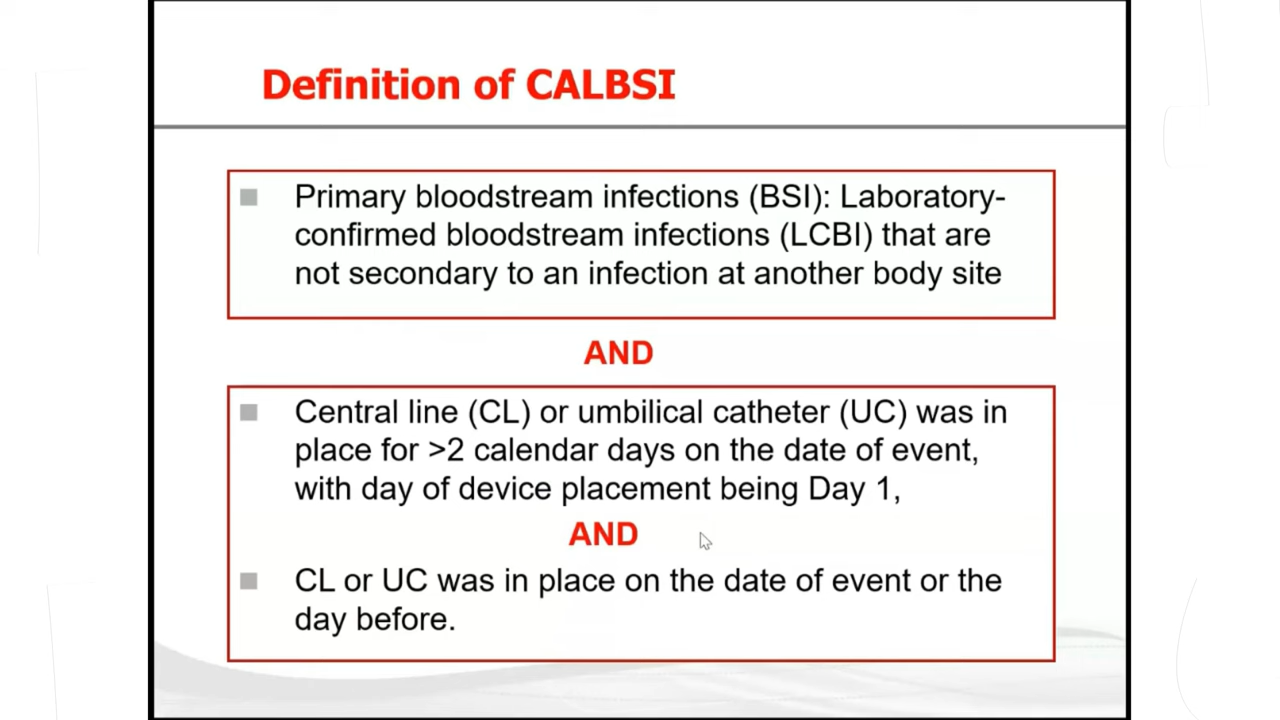 Definition of CALBSI
Primary bloodstream infections (BSI): Laboratory-
confirmed bloodstream infections (LCBI) that are
not secondary to an infection at another body site
AND
Central line (CL) or umbilical catheter (UC) was in
place for >2 calendar days on the date of event,
with day of device placement being Day 1,
AND
CL or UC was in place on the date of event or the
day before.